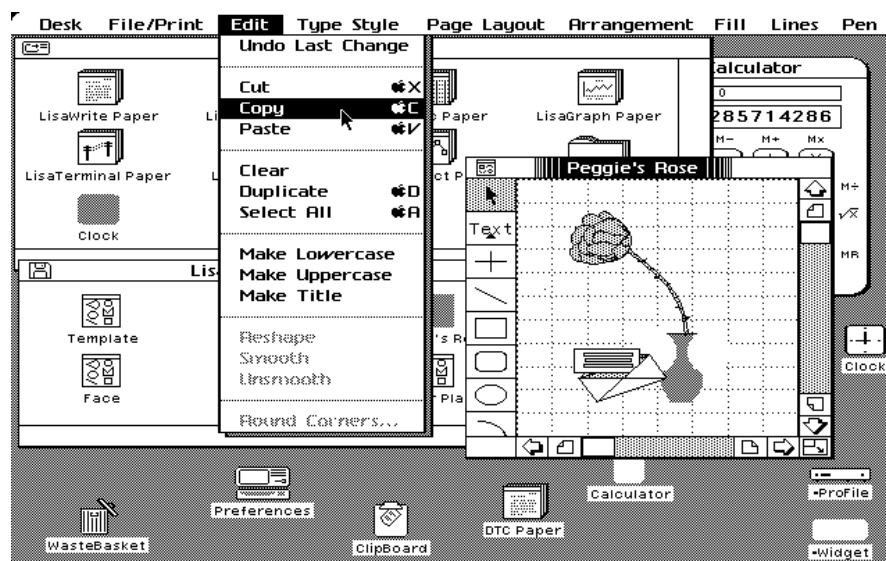 Desk File/Print Edit Type Style Page Layout Arrangement Fill Lines Pen
Undo Last Change
Cut X
Copy C
Paste V
Clear
Duplicate D
Select All A
Make Lowercase
Make Uppercase
Make Title
Reshape
Smooth
Unsmooth
Round Corners...
LisaWrite Paper
Paper
LisaGraph Paper
LisaTerminal Paper
Clock
Template
Face
alculator
0
285714286
M- M+ Mx
M÷
√x
MR
Peggie's Rose
Text
Clock
Preferences
WasteBasket
ClipBoard
DTC Paper
Calculator
-ProFile
-Widget